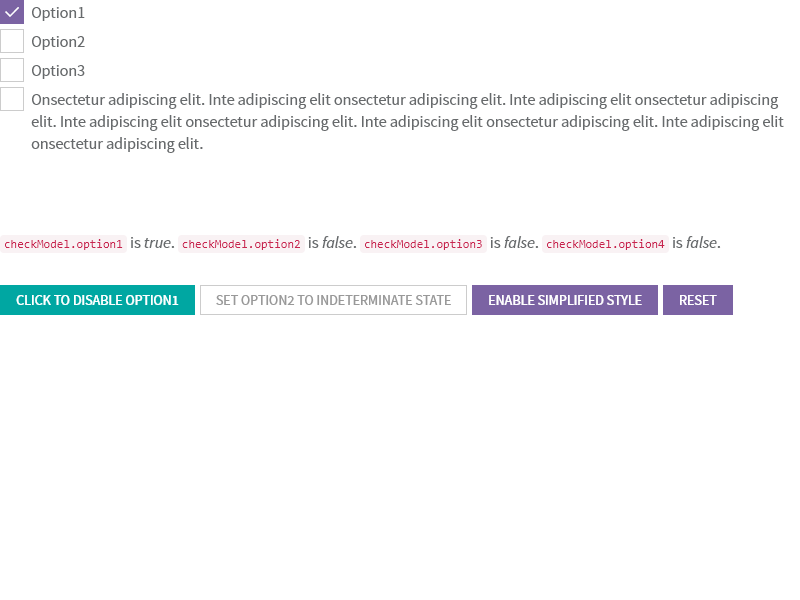 Option1
Option2
Option3
Onsectetur adipiscing elit. Inte adipiscing elit onsectetur adipiscing elit. Inte adipiscing elit onsectetur adipiscing
elit. Inte adipiscing elit onsectetur adipiscing elit. Inte adipiscing elit onsectetur adipiscing elit. Inte adipiscing elit
onsectetur adipiscing elit.
checkModel.option1 is true. checkModel.option2 is false. checkModel.option3 is false. checkModel.option4 is false.
CLICK TO DISABLE OPTION1 SET OPTION2 TO INDETERMINATE STATE ENABLE SIMPLIFIED STYLE RESET